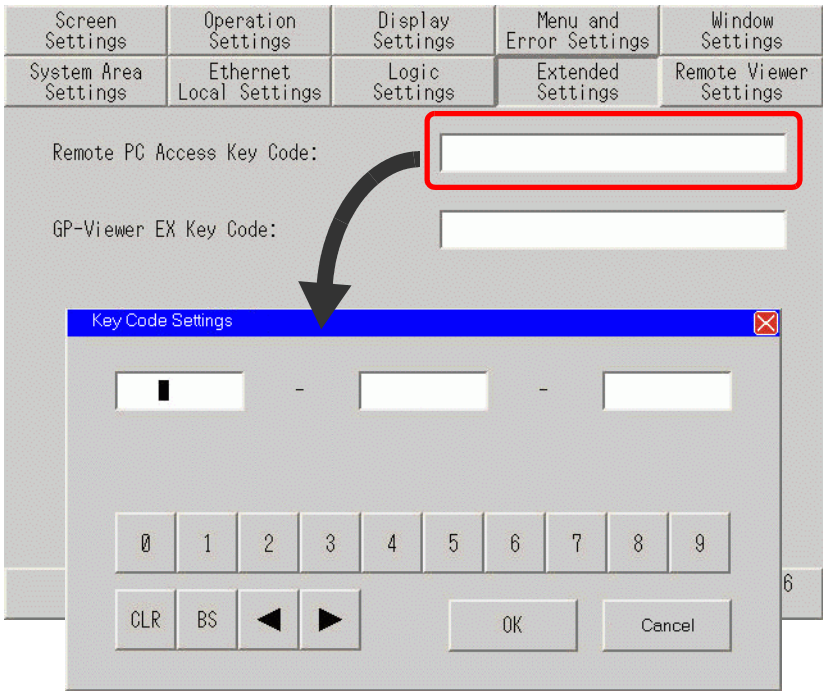 Screen Settings
Operation Settings
Display Settings
Menu and Error Settings
Window Settings
System Area Settings
Ethernet Local Settings
Logic Settings
Extended Settings
Remote Viewer Settings
Remote PC Access Key Code:
GP-Viewer EX Key Code:
Key Code Settings
- -
0 1 2 3 4 5 6 7 8 9
6
CLR BS ◀ ▶ OK Cancel